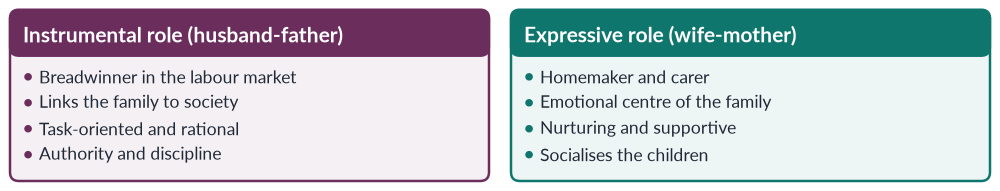 Instrumental role (husband-father)
• Breadwinner in the labour market
• Links the family to society
• Task-oriented and rational
• Authority and discipline
Expressive role (wife-mother)
• Homemaker and carer
• Emotional centre of the family
• Nurturing and supportive
• Socialises the children